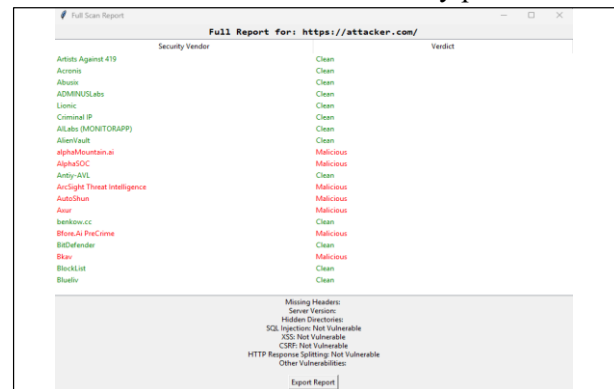 Full Scan Report
Full Report for: https://attacker.com/
Security Vendor Verdict
Artists Against 419 Clean
Acronis Clean
Abusix Clean
ADMINUSLabs Clean
Lionic Clean
Criminal IP Clean
AILabs (MONITORAPP) Clean
AlienVault Clean
alphaMountain.ai Malicious
AlphaSOC Malicious
Antiy-AVL Clean
ArcSight Threat Intelligence Malicious
AutoShun Malicious
Axur Malicious
benkow.cc Clean
Bfore.Ai PreCrime Malicious
BitDefender Clean
Bkav Malicious
BlockList Clean
Blueliv Clean
Missing Headers:
Server Version:
Hidden Directories:
SQL Injection: Not Vulnerable
XSS: Not Vulnerable
CSRF: Not Vulnerable
HTTP Response Splitting: Not Vulnerable
Other Vulnerabilities:
Export Report